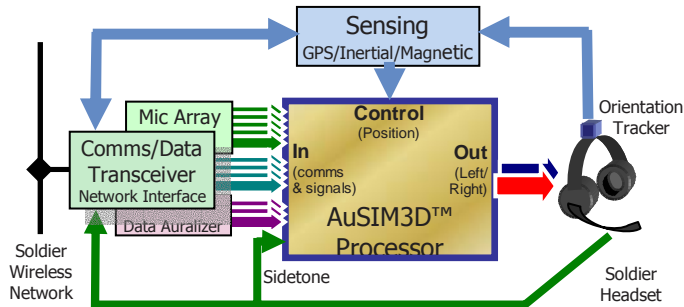 Sensing
GPS/Inertial/Magnetic
Mic Array
Comms/Data
Transceiver
Network Interface
Data Auralizer
Control
(Position)
In
(comms
& signals)
Out
(Left/
Right)
AuSIM3D™
Processor
Orientation
Tracker
Soldier
Wireless
Network
Sidetone
Soldier
Headset